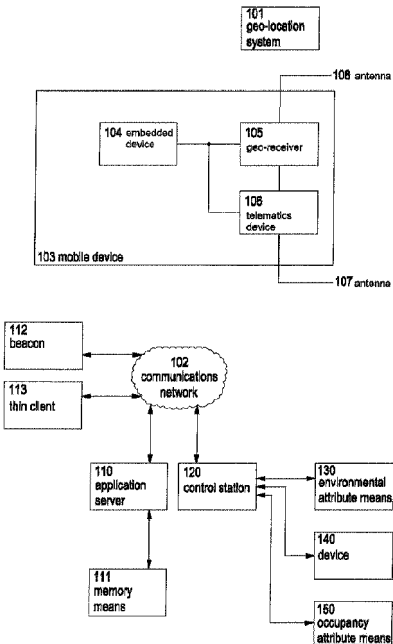 101
geo-location
system
108 antenna
104 embedded
device
105
geo-receiver
106
telematics
device
103 mobile device
107 antenna
112
beacon
113
thin client
102
communications
network
110
application
server
120
control station
130
environmental
attribute means
140
device
111
memory
means
150
occupancy
attribute means